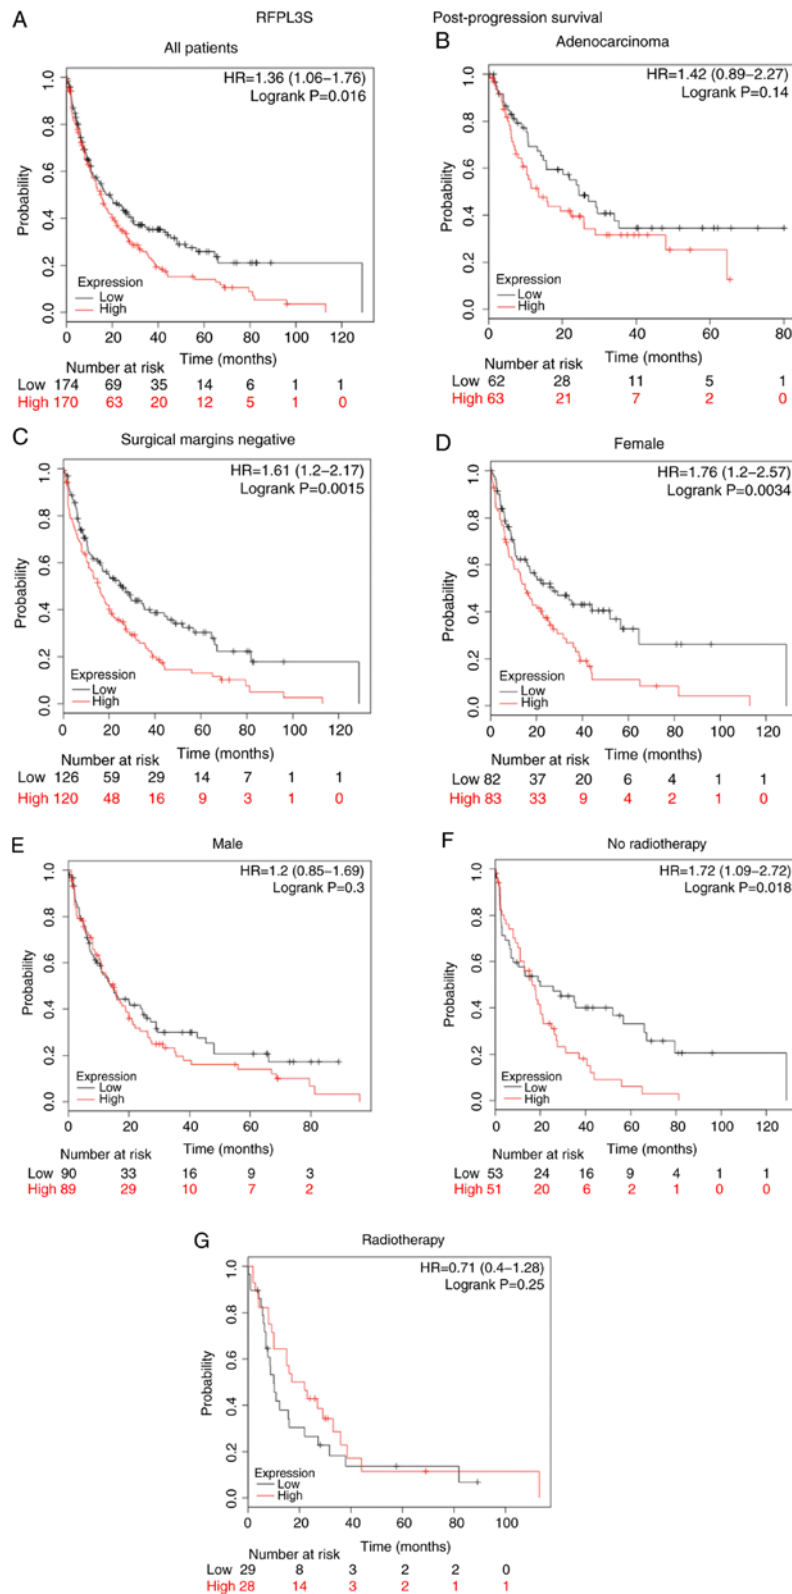 RFPL3S
Post-progression survival
A
All patients
HR=1.36 (1.06–1.76)
Logrank P=0.016
Probability
1.0
0.8
0.6
0.4
0.2
0.0
Expression
Low
High
0 20 40 60 80 100 120
Time (months)
Number at risk
Low 174 69 35 14 6 1 1
High 170 63 20 12 5 1 0
B
Adenocarcinoma
HR=1.42 (0.89–2.27)
Logrank P=0.14
Probability
1.0
0.8
0.6
0.4
0.2
0.0
Expression
Low
High
0 20 40 60 80
Time (months)
Number at risk
Low 62 28 11 5 1
High 63 21 7 2 0
C
Surgical margins negative
HR=1.61 (1.2–2.17)
Logrank P=0.0015
Probability
1.0
0.8
0.6
0.4
0.2
0.0
Expression
Low
High
0 20 40 60 80 100 120
Time (months)
Number at risk
Low 126 59 29 14 7 1 1
High 120 48 16 9 3 1 0
D
Female
HR=1.76 (1.2–2.57)
Logrank P=0.0034
Probability
1.0
0.8
0.6
0.4
0.2
0.0
Expression
Low
High
0 20 40 60 80 100 120
Time (months)
Number at risk
Low 82 37 20 6 4 1 1
High 83 33 9 4 2 1 0
E
Male
HR=1.2 (0.85–1.69)
Logrank P=0.3
Probability
1.0
0.8
0.6
0.4
0.2
0.0
Expression
Low
High
0 20 40 60 80
Time (months)
Number at risk
Low 90 33 16 9 3
High 89 29 10 7 2
F
No radiotherapy
HR=1.72 (1.09–2.72)
Logrank P=0.018
Probability
1.0
0.8
0.6
0.4
0.2
0.0
Expression
Low
High
0 20 40 60 80 100 120
Time (months)
Number at risk
Low 53 24 16 9 4 1 1
High 51 20 6 2 1 0 0
G
Radiotherapy
HR=0.71 (0.4–1.28)
Logrank P=0.25
Probability
1.0
0.8
0.6
0.4
0.2
0.0
Expression
Low
High
0 20 40 60 80 100
Time (months)
Number at risk
Low 29 8 3 2 2 0
High 28 14 3 2 1 1